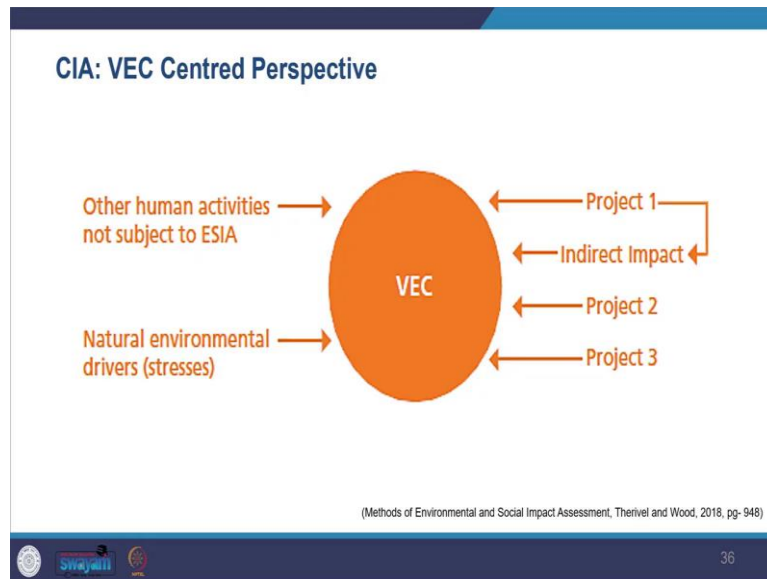 CIA: VEC Centred Perspective
Other human activities
not subject to ESIA
Natural environmental
drivers (stresses)
VEC
Project 1
Indirect Impact
Project 2
Project 3
(Methods of Environmental and Social Impact Assessment, Therivel and Wood, 2018, pg- 948)
swayam
36